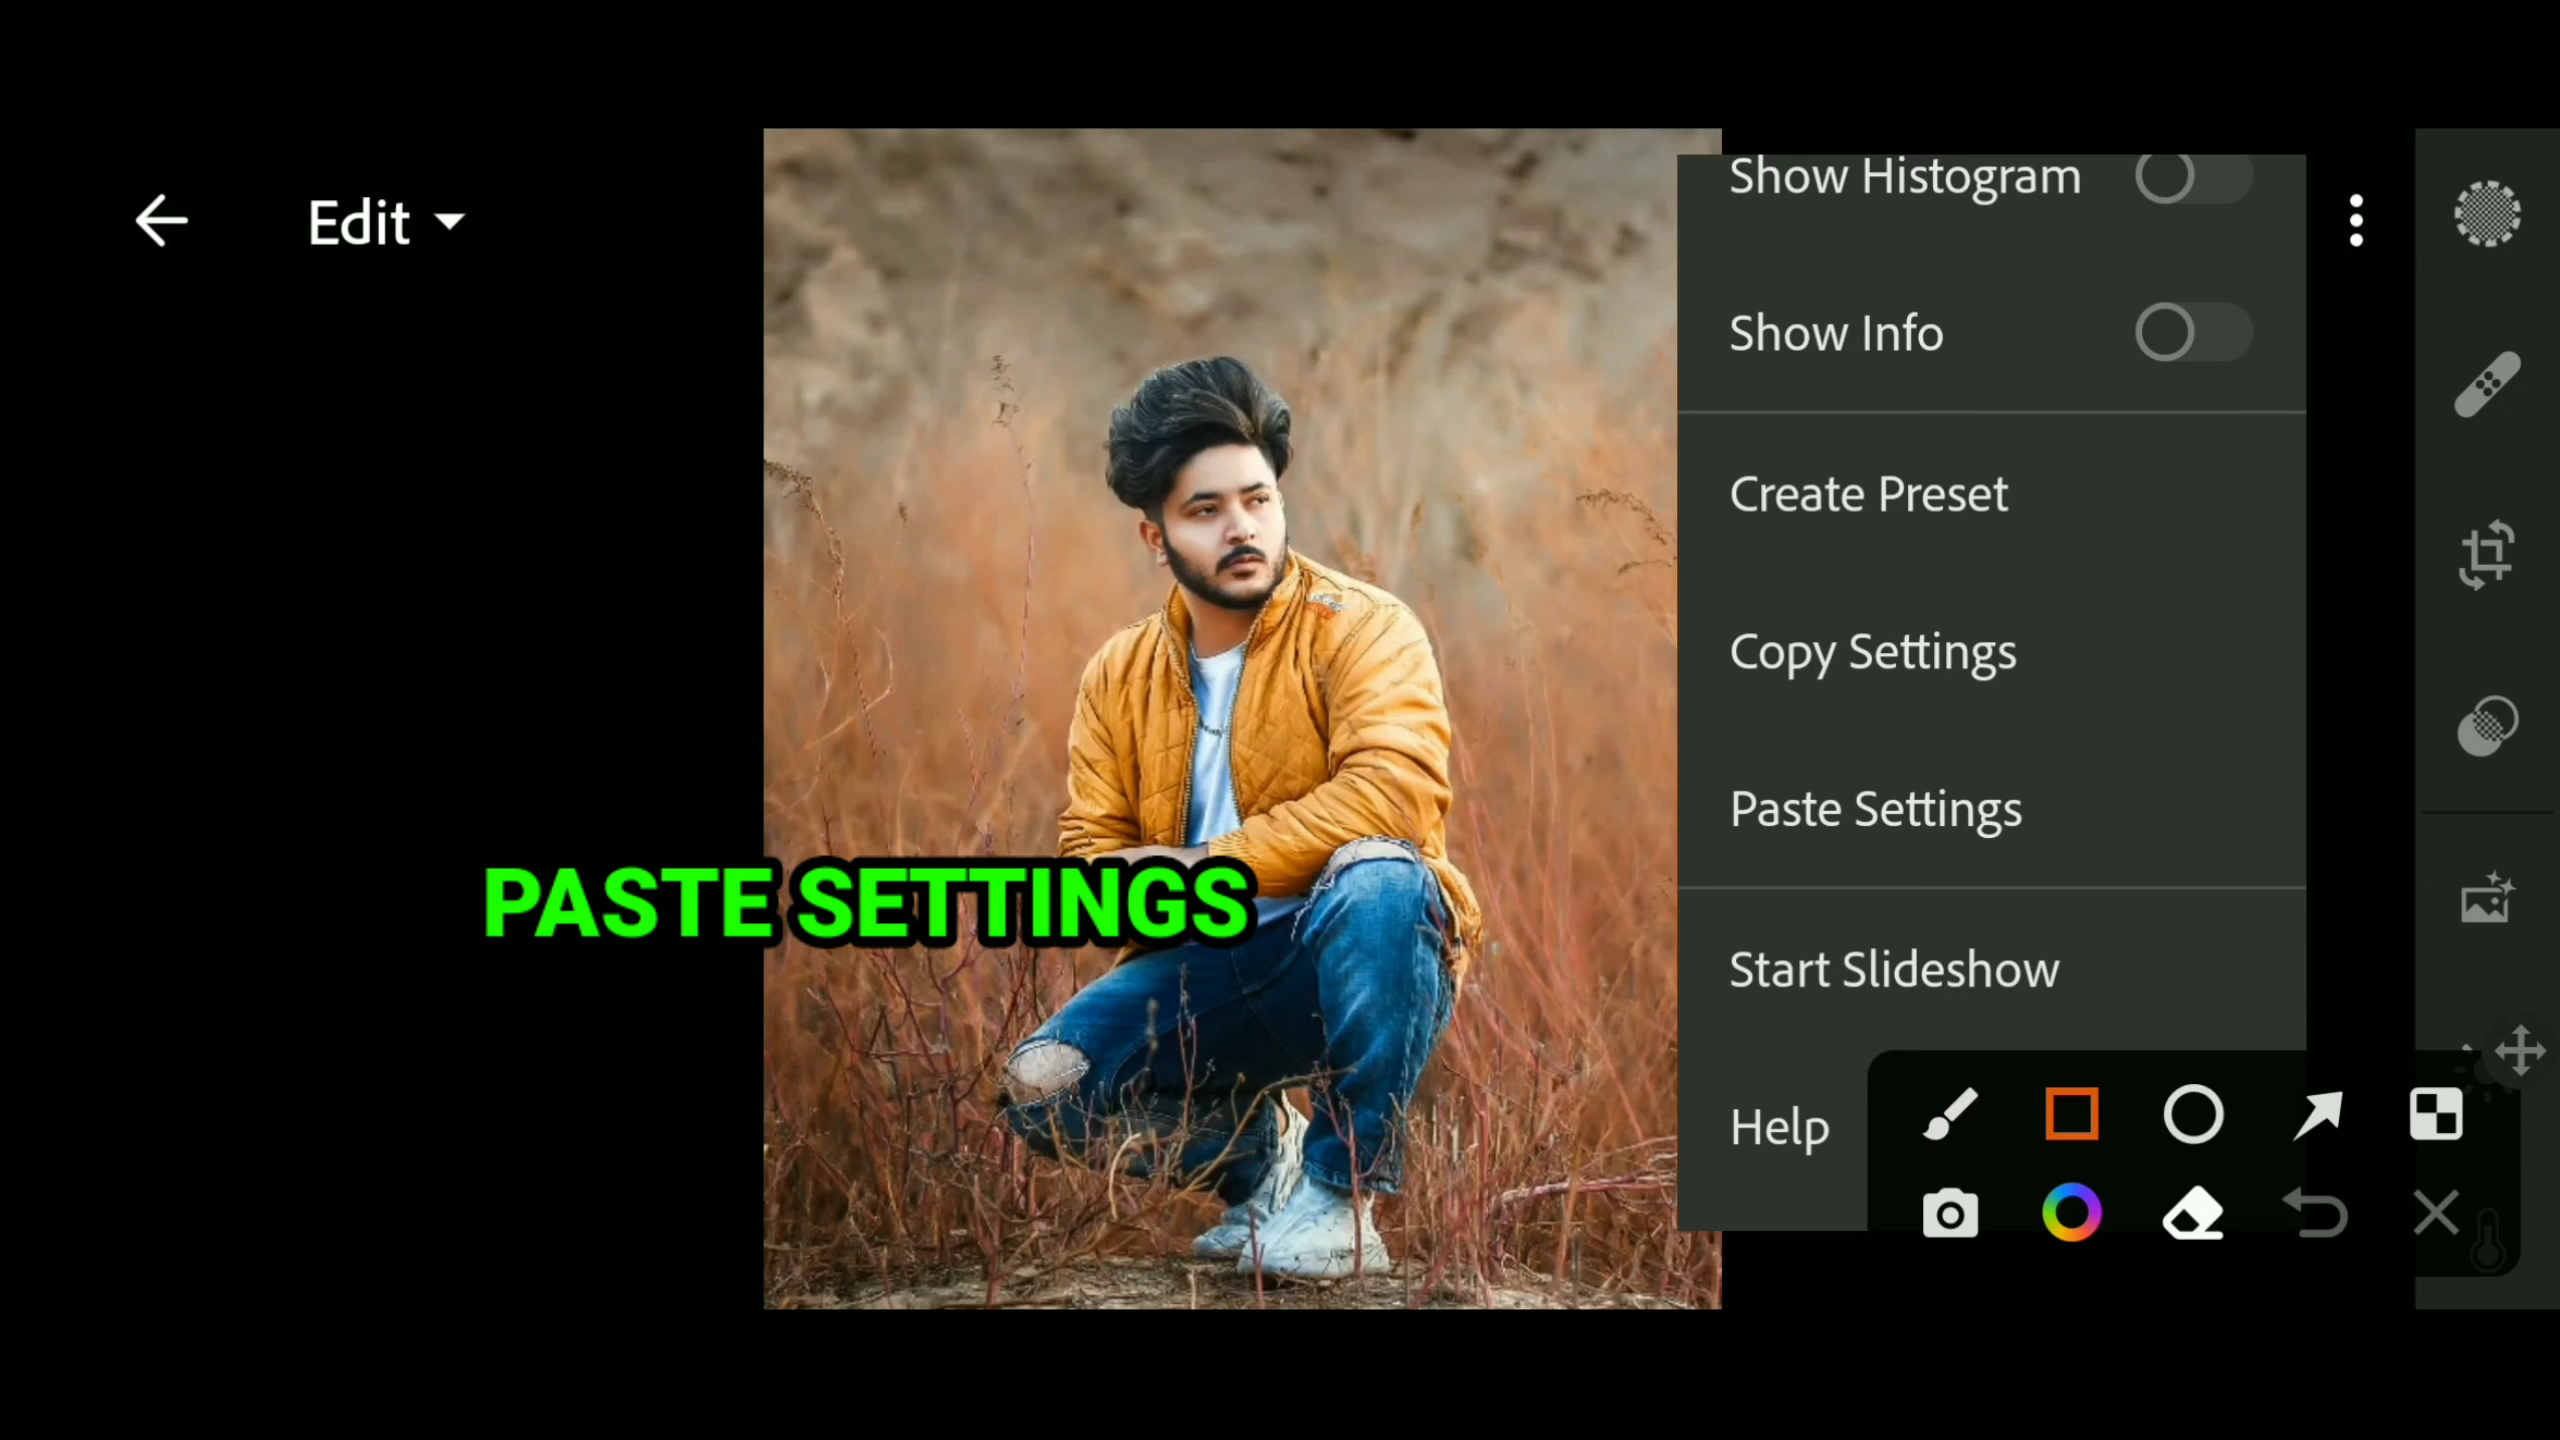 Edit
Show Histogram
Show Info
Create Preset
Copy Settings
Paste Settings
PASTE SETTINGS
Start Slideshow
Help